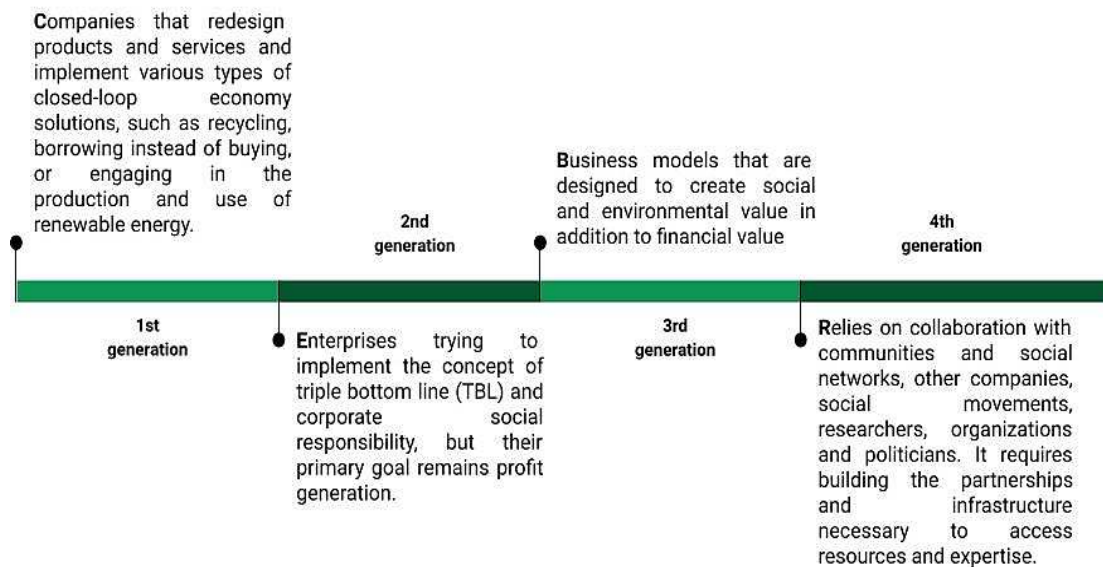 Companies that redesign
products and services and
implement various types of
closed-loop economy
solutions, such as recycling,
borrowing instead of buying,
or engaging in the
production and use of
renewable energy.
1st
generation
2nd
generation
Enterprises trying to
implement the concept of
triple bottom line (TBL) and
corporate social
responsibility, but their
primary goal remains profit
generation.
Business models that are
designed to create social
and environmental value in
addition to financial value
3rd
generation
4th
generation
Relies on collaboration with
communities and social
networks, other companies,
social movements,
researchers, organizations
and politicians. It requires
building the partnerships
and infrastructure
necessary to access
resources and expertise.